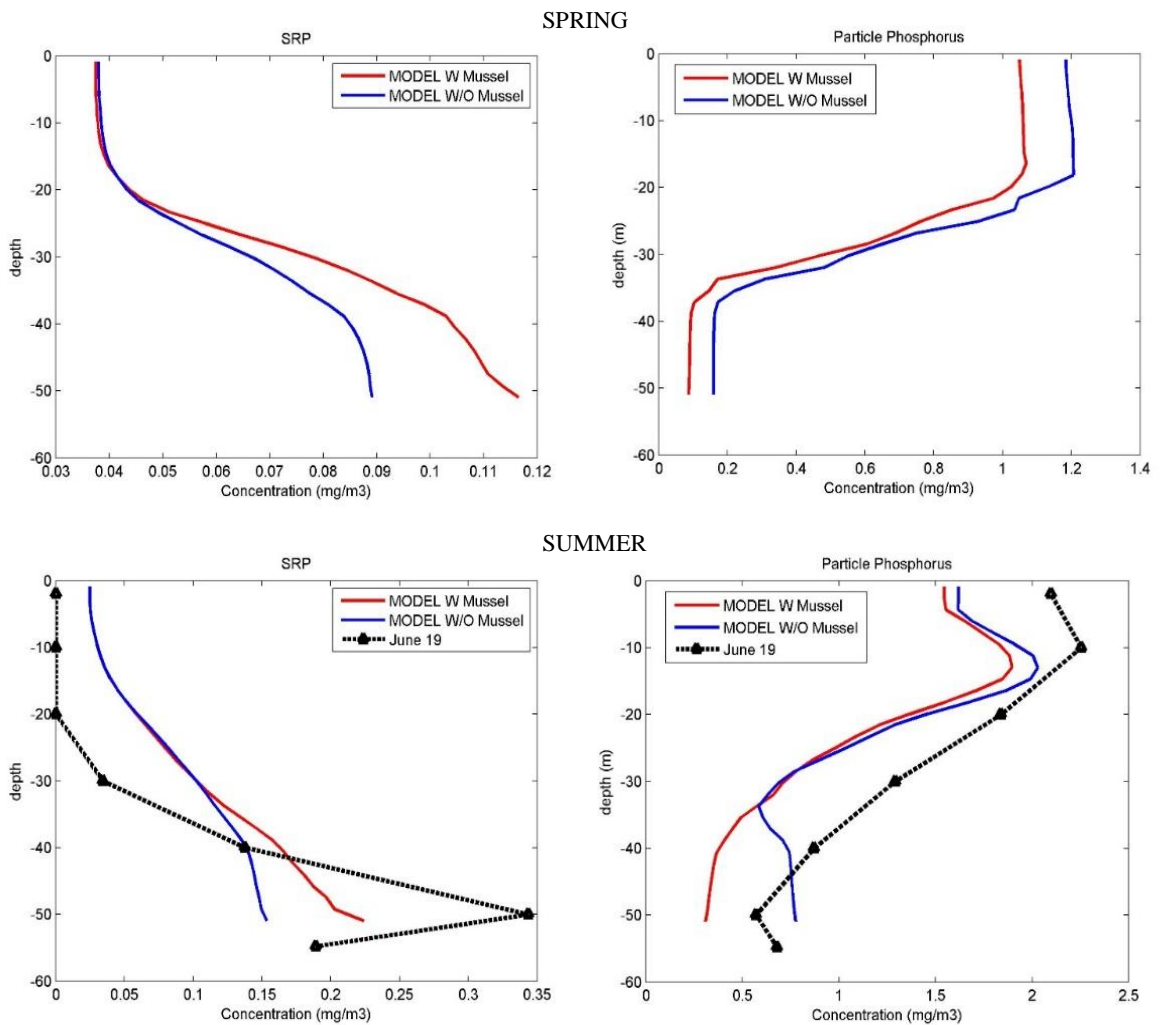 SPRING
SRP
MODEL W Mussel
MODEL W/O Mussel
0
-10
-20
-30
-40
-50
-60
depth
0.03 0.04 0.05 0.06 0.07 0.08 0.09 0.1 0.11 0.12
Concentration (mg/m3)
Particle Phosphorus
MODEL W Mussel
MODEL W/O Mussel
0
-10
-20
-30
-40
-50
-60
depth (m)
0 0.2 0.4 0.6 0.8 1 1.2 1.4
Concentration (mg/m3)
SUMMER
SRP
MODEL W Mussel
MODEL W/O Mussel
June 19
0
-10
-20
-30
-40
-50
-60
depth
0 0.05 0.1 0.15 0.2 0.25 0.3 0.35
Concentration (mg/m3)
Particle Phosphorus
MODEL W Mussel
MODEL W/O Mussel
June 19
0
-10
-20
-30
-40
-50
-60
depth (m)
0 0.5 1 1.5 2 2.5
Concentration (mg/m3)